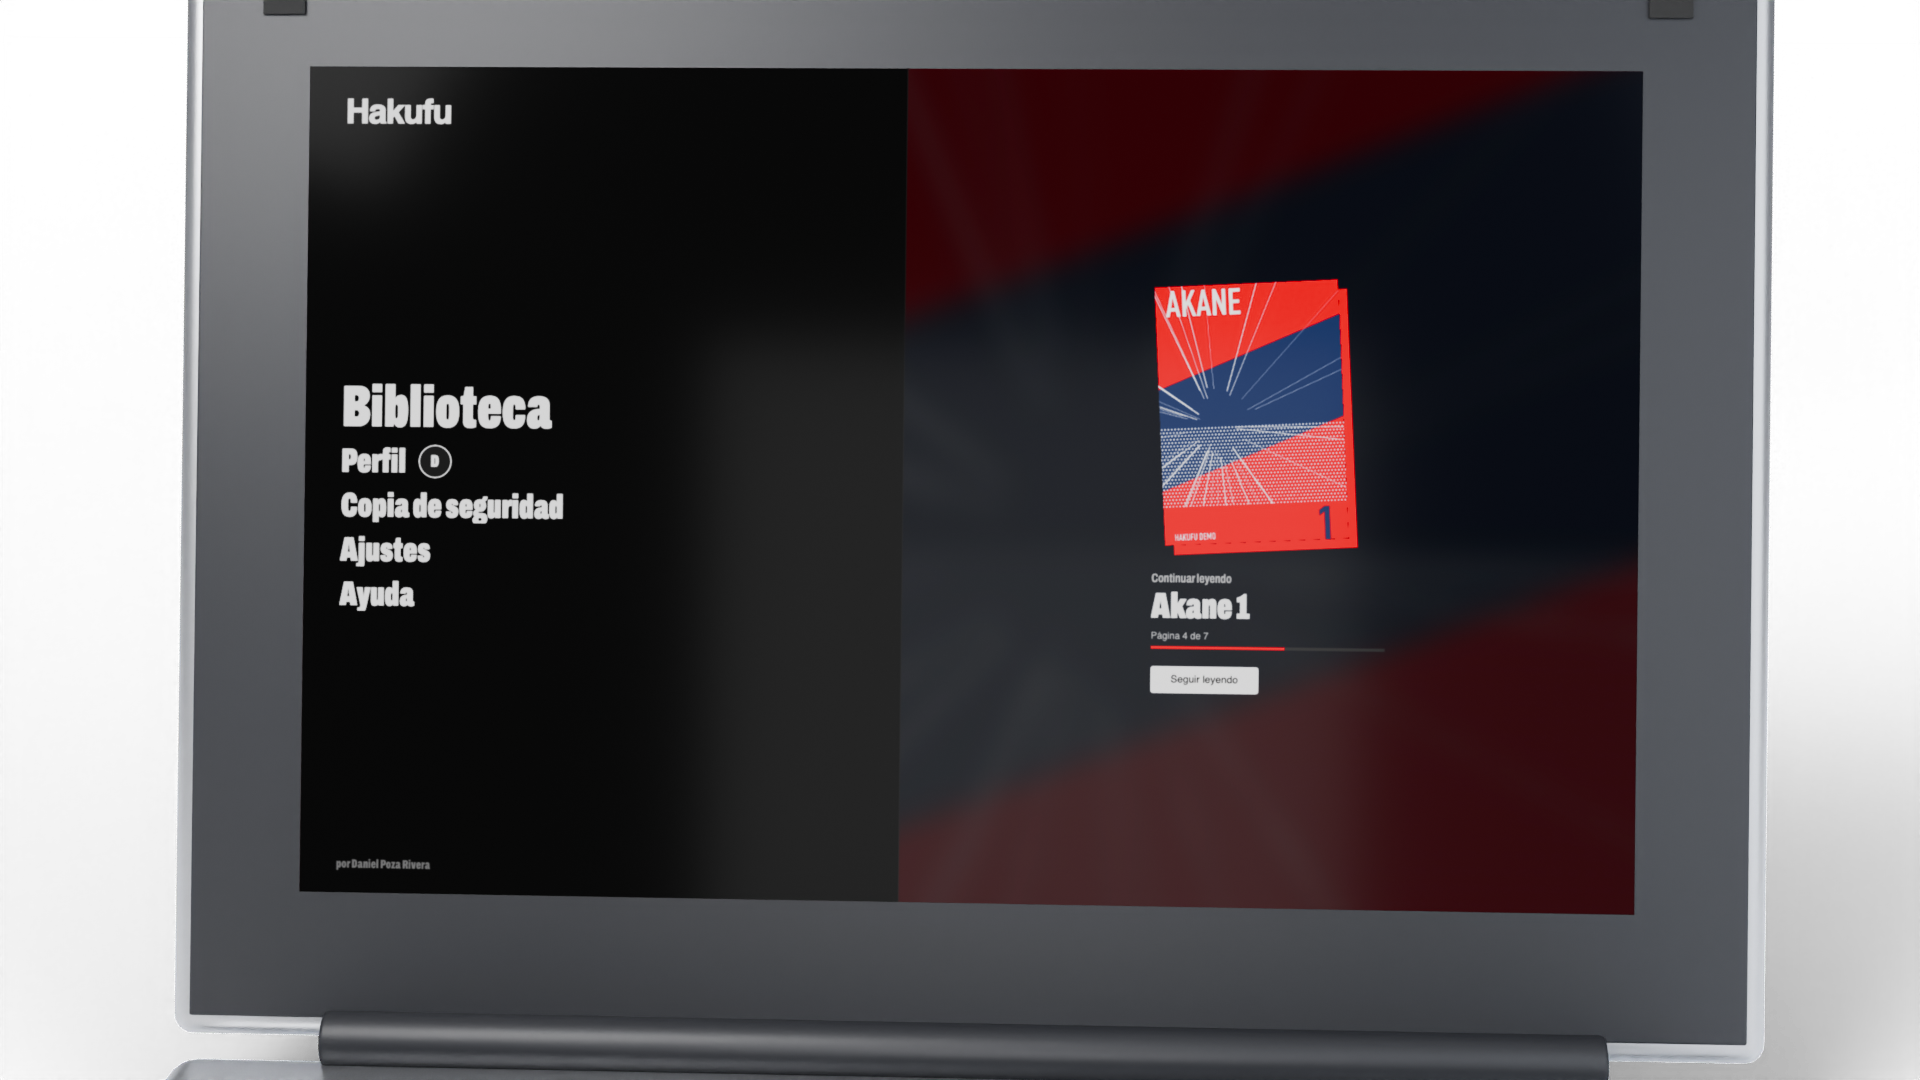 Hakufu
Biblioteca
Perfil D
Copia de seguridad
Ajustes
Ayuda
por Daniel Poza Rivera
AKANE
1
HAKUFU DEMO
Continuar leyendo
Akane 1
Página 4 de 7
Seguir leyendo